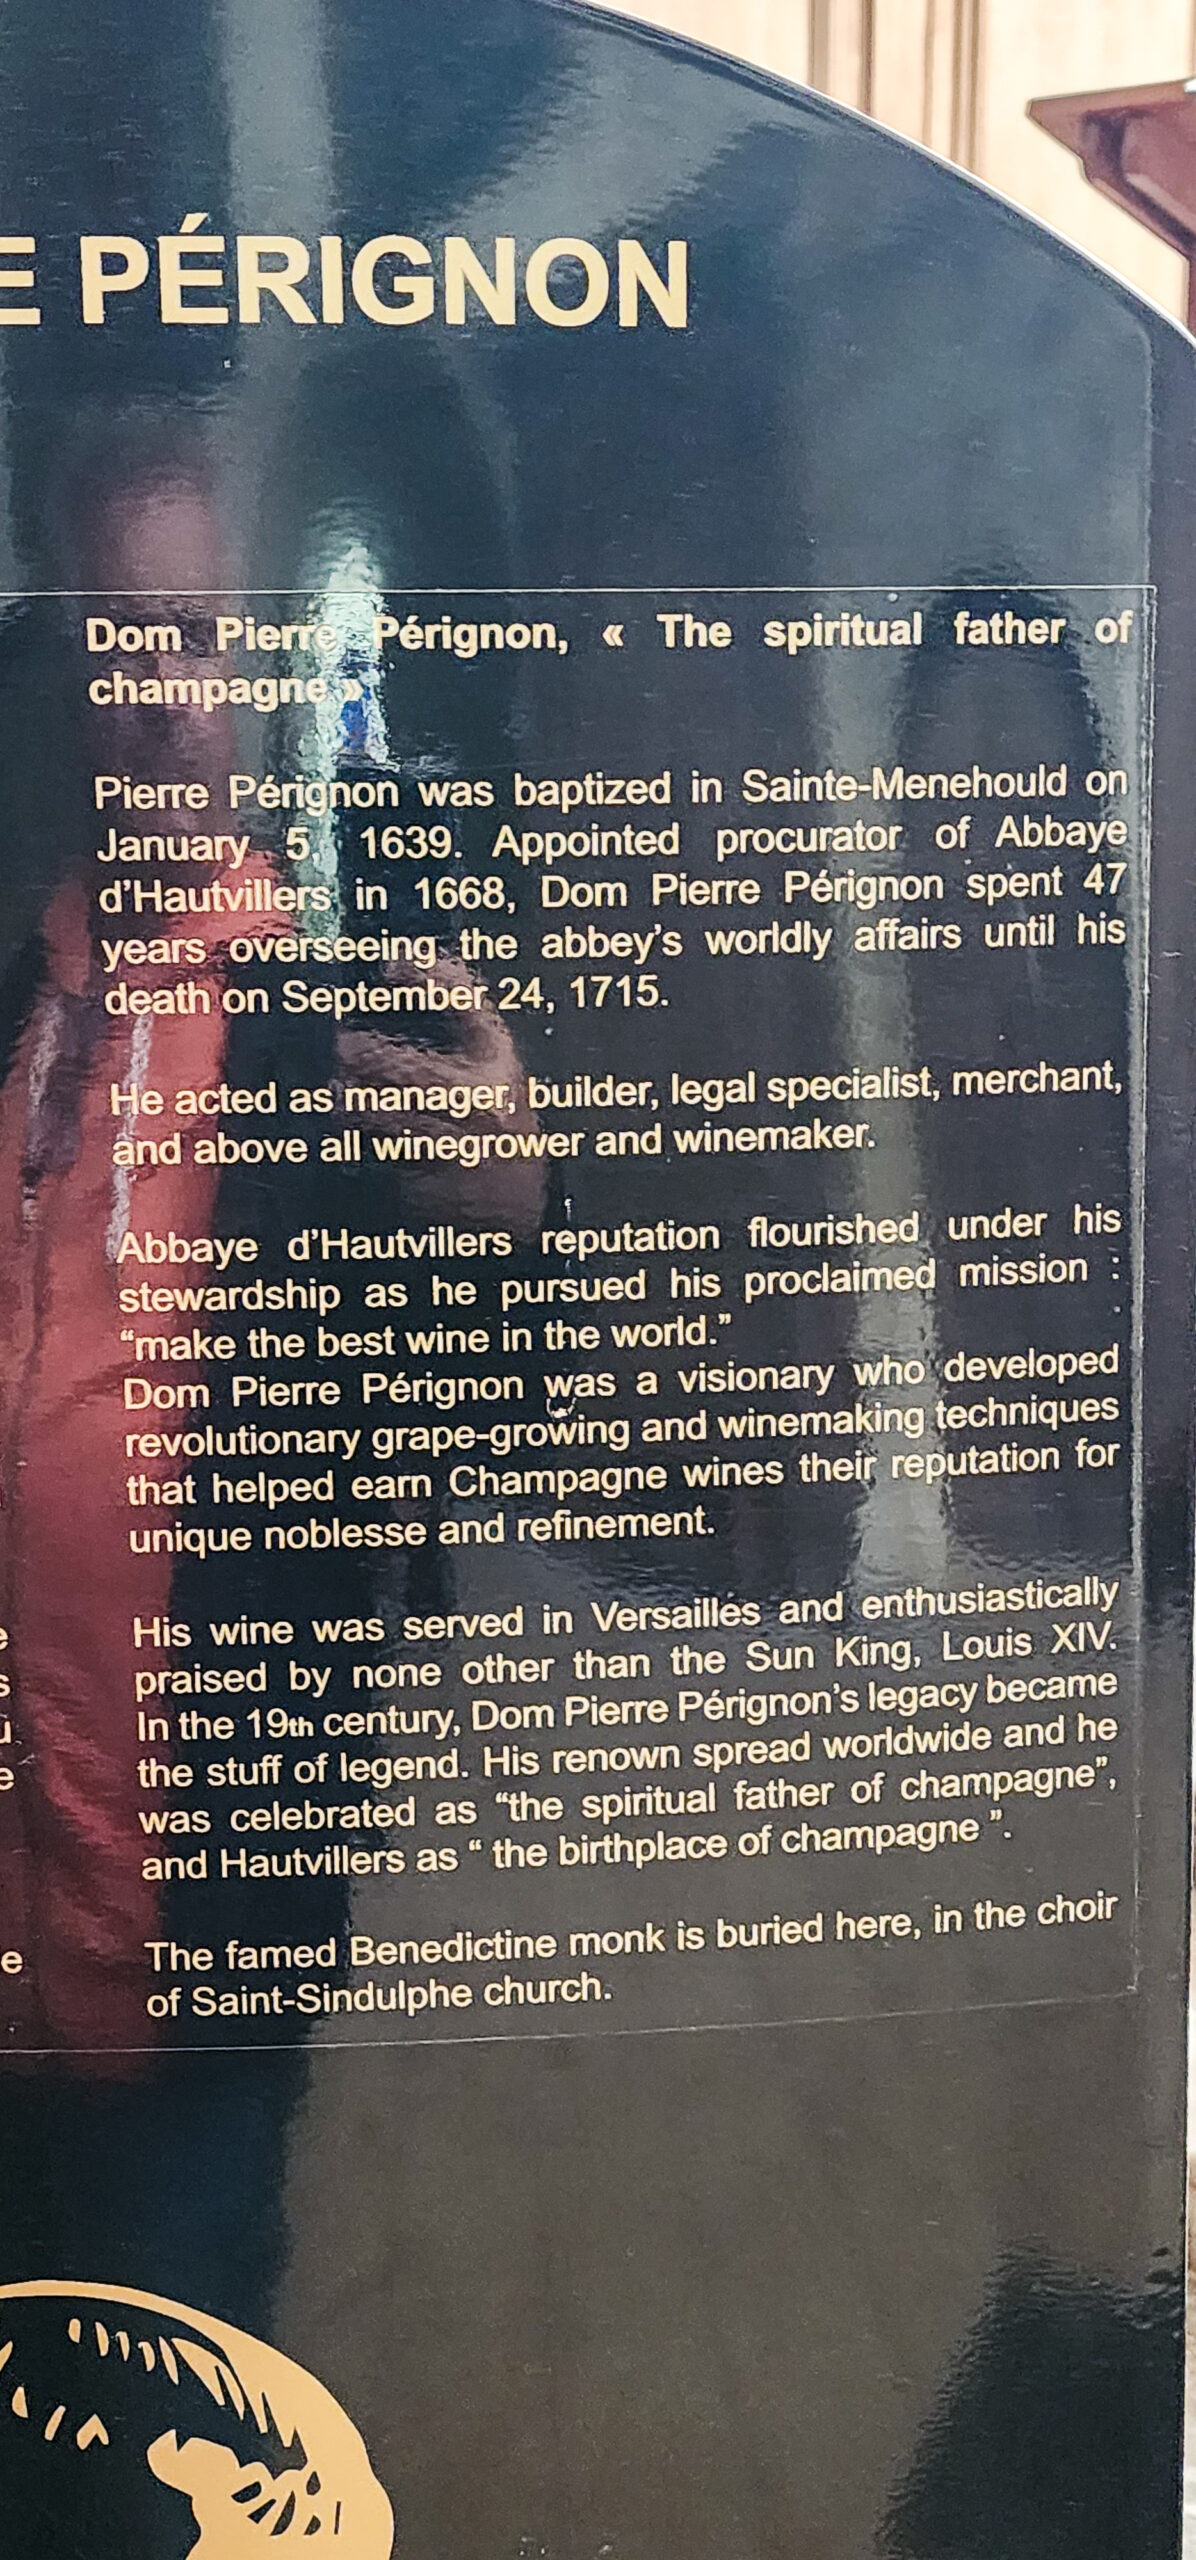 E PÉRIGNON
Dom Pierre Pérignon, « The spiritual father of
champagne »
Pierre Pérignon was baptized in Sainte-Menehould on
January 5, 1639. Appointed procurator of Abbaye
d’Hautvillers in 1668, Dom Pierre Pérignon spent 47
years overseeing the abbey’s worldly affairs until his
death on September 24, 1715.
He acted as manager, builder, legal specialist, merchant,
and above all winegrower and winemaker.
Abbaye d’Hautvillers reputation flourished under his
stewardship as he pursued his proclaimed mission :
“make the best wine in the world.”
Dom Pierre Pérignon was a visionary who developed
revolutionary grape-growing and winemaking techniques
that helped earn Champagne wines their reputation for
unique noblesse and refinement.
His wine was served in Versailles and enthusiastically
praised by none other than the Sun King, Louis XIV.
In the 19th century, Dom Pierre Pérignon’s legacy became
the stuff of legend. His renown spread worldwide and he
was celebrated as “the spiritual father of champagne”,
and Hautvillers as “ the birthplace of champagne ”.
The famed Benedictine monk is buried here, in the choir
of Saint-Sindulphe church.